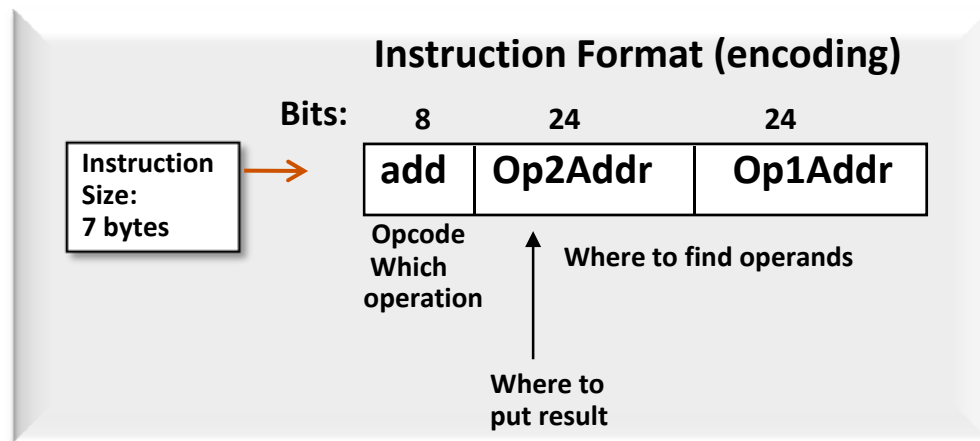 Instruction Format (encoding)
Bits: 8 24 24
Instruction
Size:
7 bytes
add Op2Addr Op1Addr
Opcode
Which
operation
Where to find operands
Where to
put result